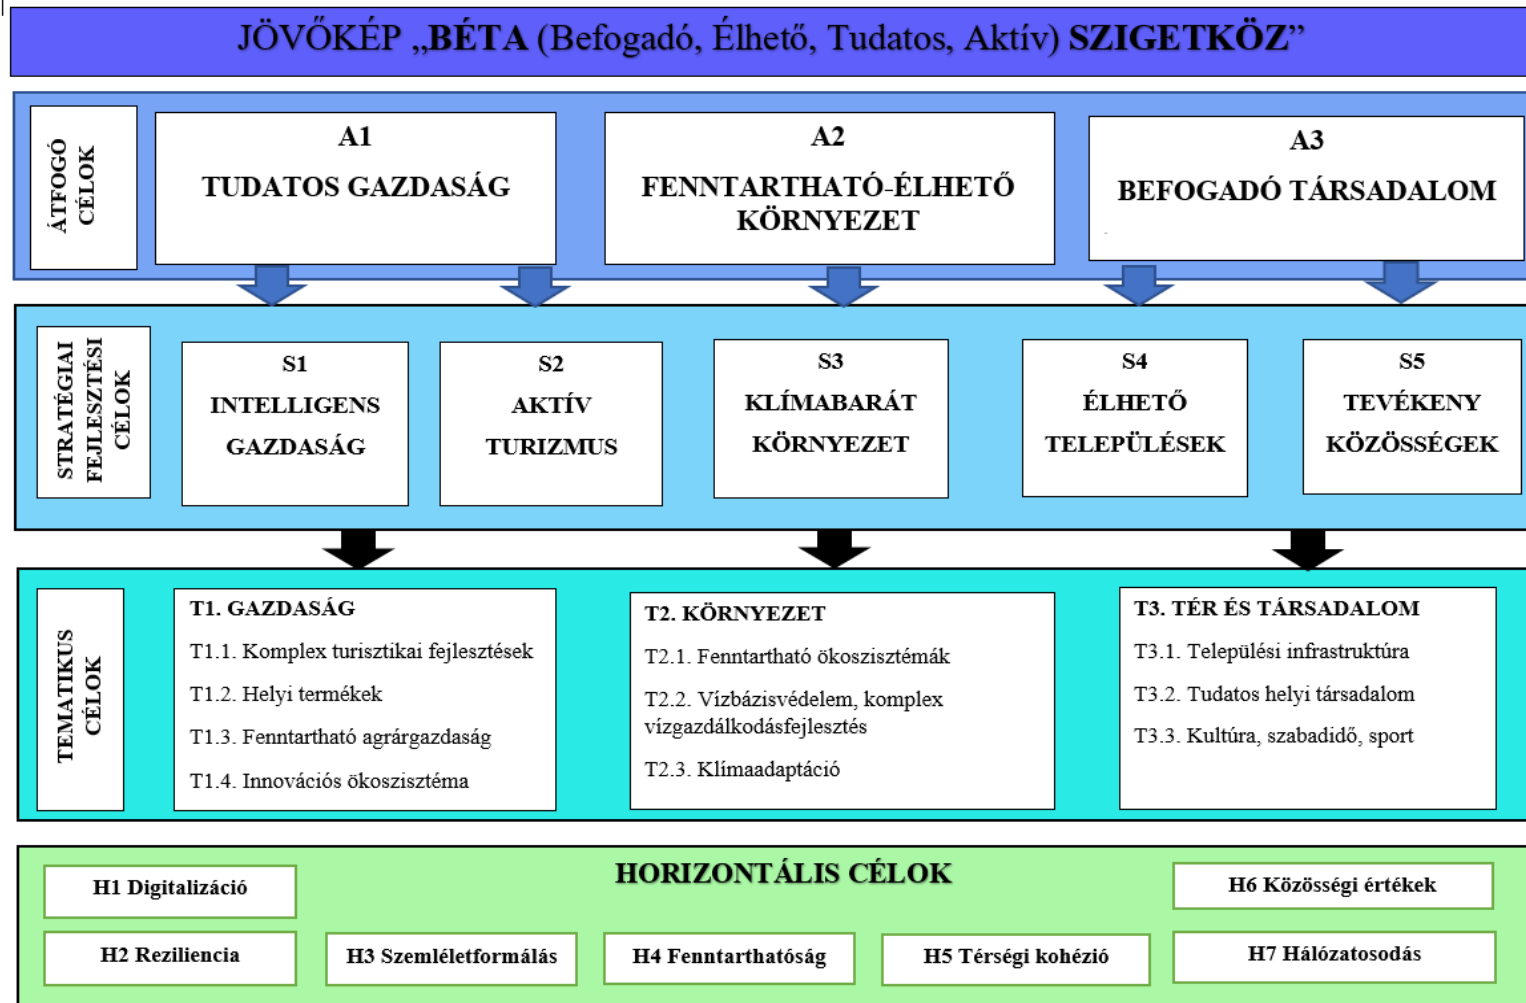 JÖVŐKÉP „BÉTA (Befogadó, Élhető, Tudatos, Aktív) SZIGETKÖZ”
ÁTFOGÓ
CÉLOK
A1
TUDATOS GAZDASÁG
A2
FENNTARTHATÓ-ÉLHETŐ
KÖRNYEZET
A3
BEFOGADÓ TÁRSADALOM
STRATÉGIAI
FEJLESZTÉSI
CÉLOK
S1
INTELLIGENS
GAZDASÁG
S2
AKTÍV
TURIZMUS
S3
KLÍMABARÁT
KÖRNYEZET
S4
ÉLHETŐ
TELEPÜLÉSEK
S5
TEVÉKENY
KÖZÖSSÉGEK
TEMATIKUS
CÉLOK
T1. GAZDASÁG
T1.1. Komplex turisztikai fejlesztések
T1.2. Helyi termékek
T1.3. Fenntartható agrárgazdaság
T1.4. Innovációs ökoszisztéma
T2. KÖRNYEZET
T2.1. Fenntartható ökoszisztémák
T2.2. Vízbázisvédelem, komplex
vízgazdálkodásfejlesztés
T2.3. Klímaadaptáció
T3. TÉR ÉS TÁRSADALOM
T3.1. Települési infrastruktúra
T3.2. Tudatos helyi társadalom
T3.3. Kultúra, szabadidő, sport
HORIZONTÁLIS CÉLOK
H1 Digitalizáció
H2 Reziliencia
H3 Szemléletformálás
H4 Fenntarthatóság
H5 Térségi kohézió
H6 Közösségi értékek
H7 Hálózatosodás